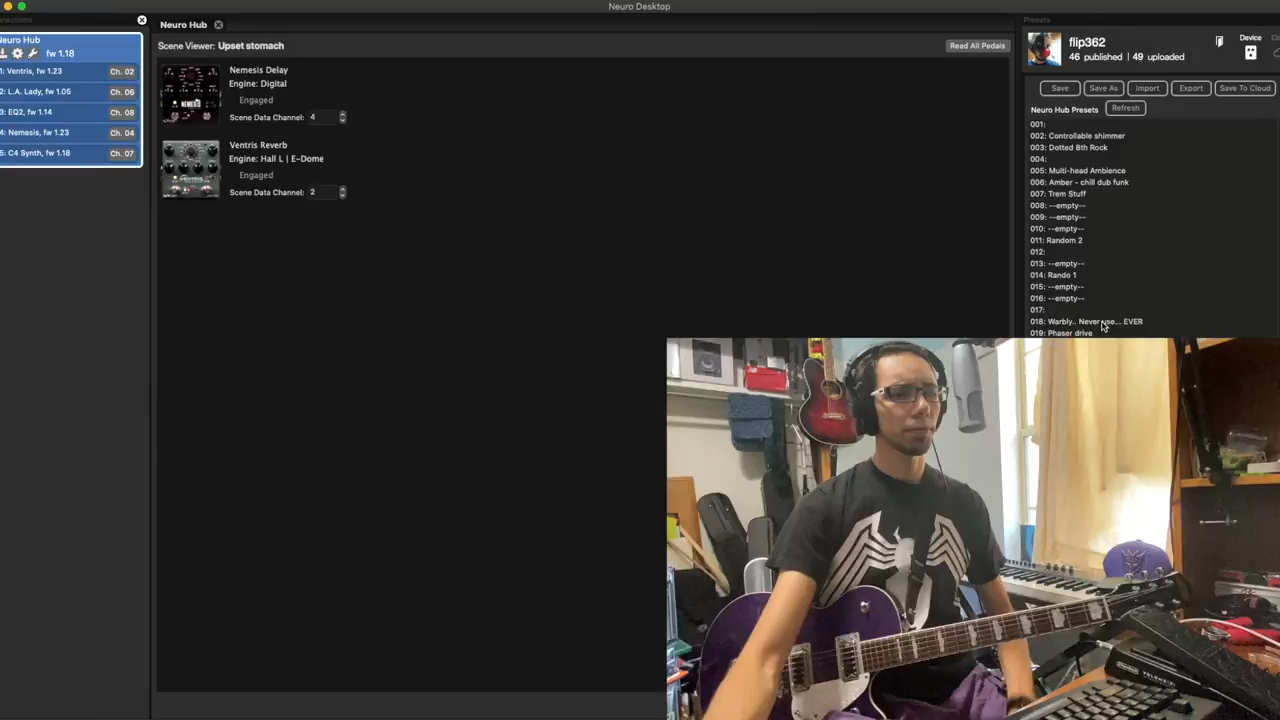 Neuro Desktop
nnections
Neuro Hub
fw 1.18
1: Ventris, fw 1.23
Ch. 02
2: L.A. Lady, fw 1.05
Ch. 06
3: EQ2, fw 1.14
Ch. 08
4: Nemesis, fw 1.23
Ch. 04
5: C4 Synth, fw 1.18
Ch. 07
Neuro Hub
Scene Viewer: Upset stomach
Read All Pedals
Nemesis Delay
Engine: Digital
Engaged
Scene Data Channel: 4
NEMESIS
Ventris Reverb
Engine: Hall L | E-Dome
Engaged
Scene Data Channel: 2
VENTRIS
Presets
flip362
46 published | 49 uploaded
Device
Save
Save As
Import
Export
Save To Cloud
Neuro Hub Presets
Refresh
001:
002: Controllable shimmer
003: Dotted 8th Rock
004:
005: Multi-head Ambience
006: Amber - chill dub funk
007: Trem Stuff
008: --empty--
009: --empty--
010: --empty--
011: Random 2
012:
013: --empty--
014: Rando 1
015: --empty--
016: --empty--
017:
018: Warbly.. Never use... EVER
019: Phaser drive